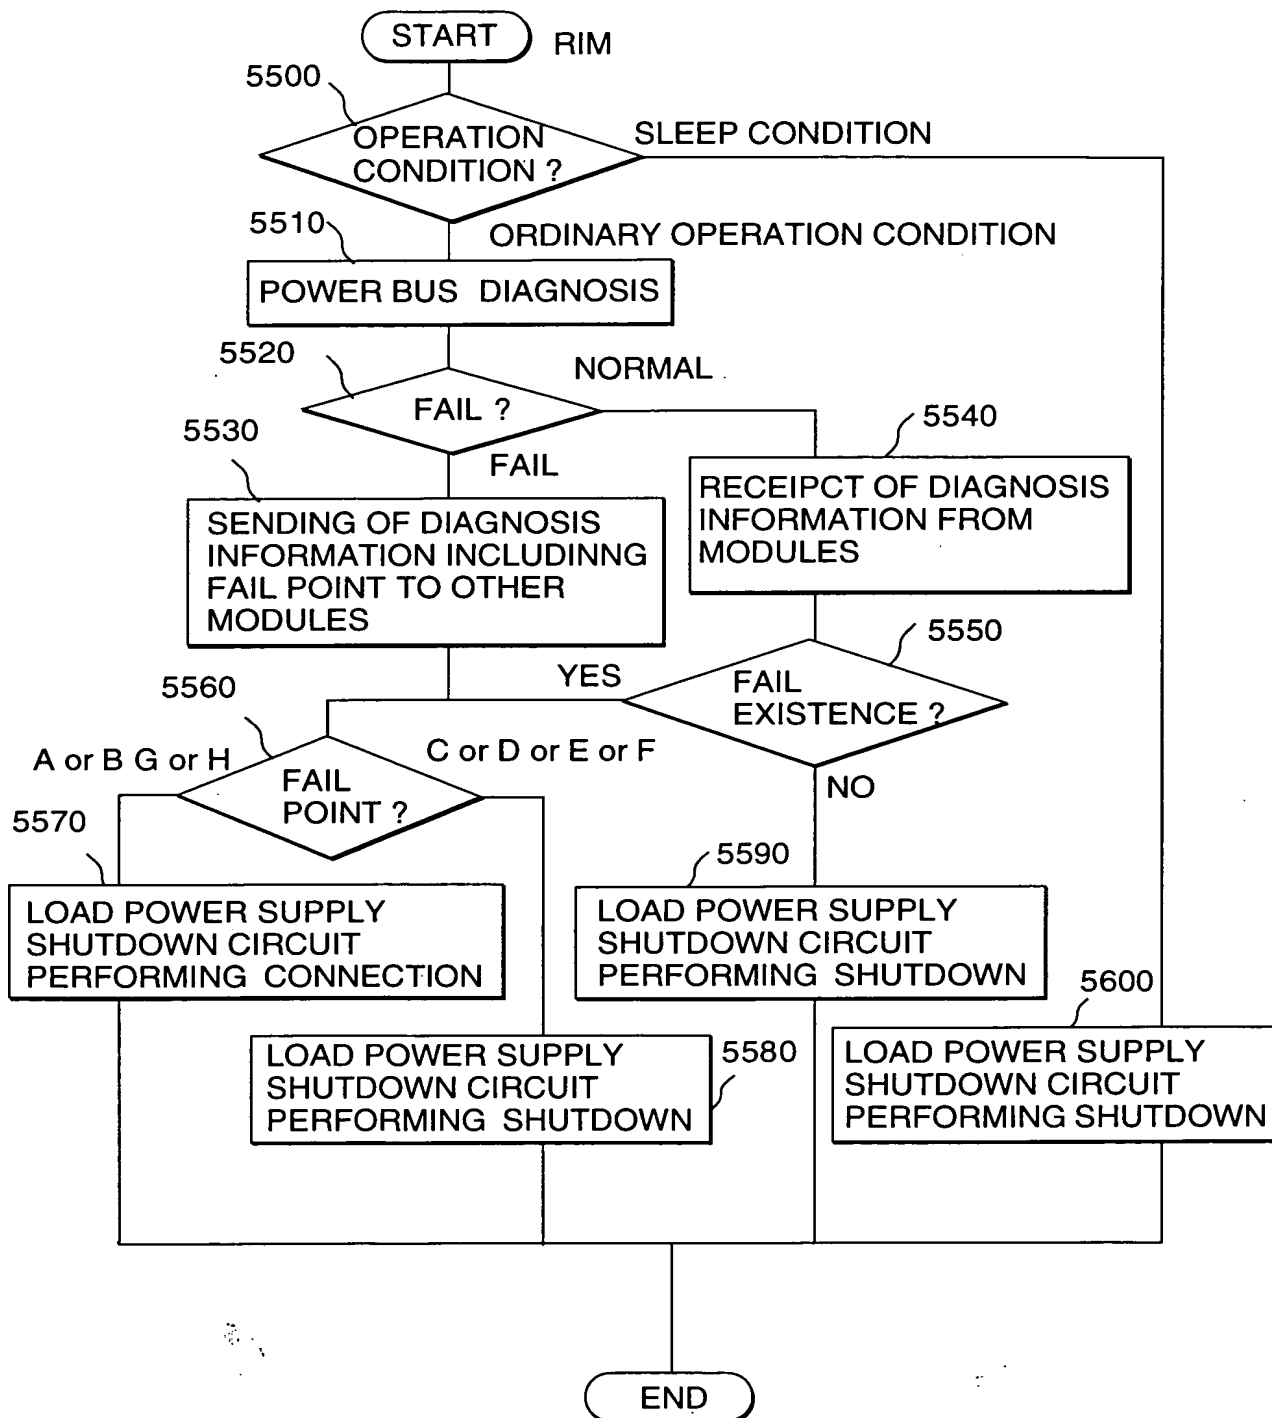 START
RIM
5500
OPERATION
CONDITION ?
SLEEP CONDITION
5510
ORDINARY OPERATION CONDITION
POWER BUS DIAGNOSIS
5520
NORMAL
FAIL ?
5530
5540
FAIL
SENDING OF DIAGNOSIS
INFORMATION INCLUDINNG
FAIL POINT TO OTHER
MODULES
RECEIPCT OF DIAGNOSIS
INFORMATION FROM
MODULES
5550
YES
FAIL
EXISTENCE ?
5560
A or B G or H
C or D or E or F
FAIL
POINT ?
NO
5570
5590
LOAD POWER SUPPLY
SHUTDOWN CIRCUIT
PERFORMING CONNECTION
LOAD POWER SUPPLY
SHUTDOWN CIRCUIT
PERFORMING SHUTDOWN
5600
LOAD POWER SUPPLY
SHUTDOWN CIRCUIT
PERFORMING SHUTDOWN
5580
LOAD POWER SUPPLY
SHUTDOWN CIRCUIT
PERFORMING SHUTDOWN
END